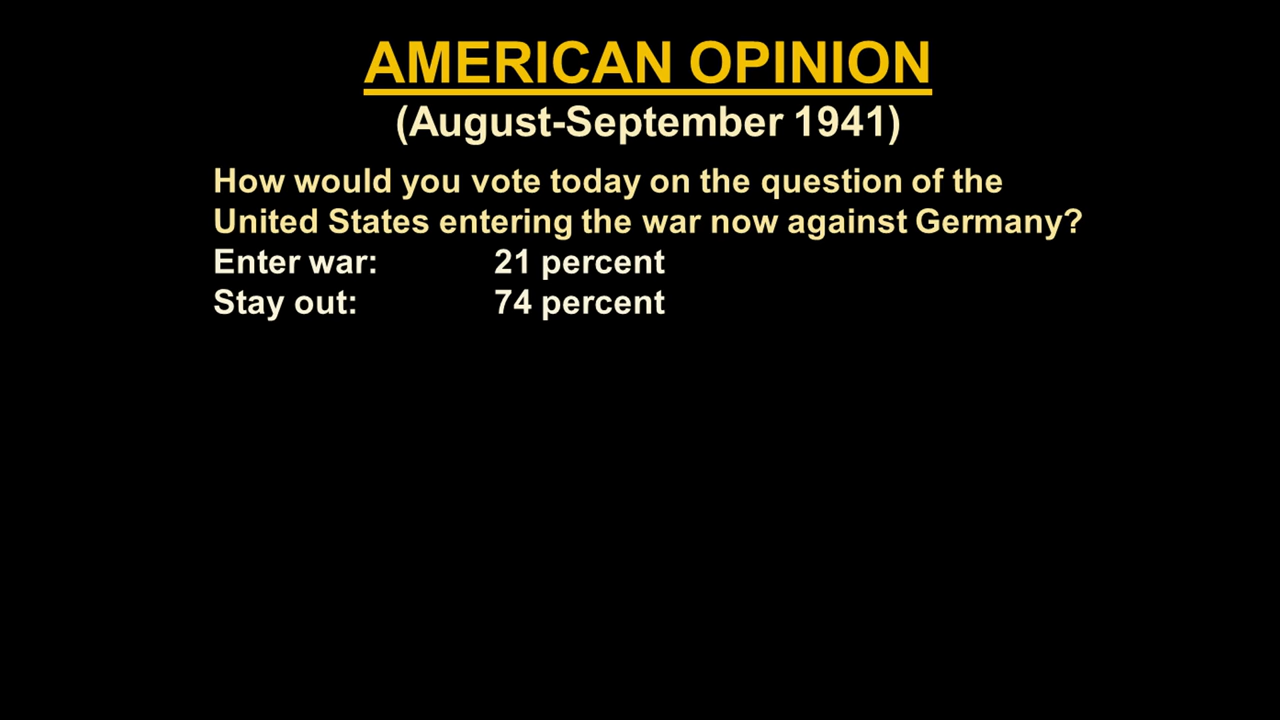 AMERICAN OPINION
(August-September 1941)
How would you vote today on the question of the
United States entering the war now against Germany?
Enter war: 21 percent
Stay out: 74 percent